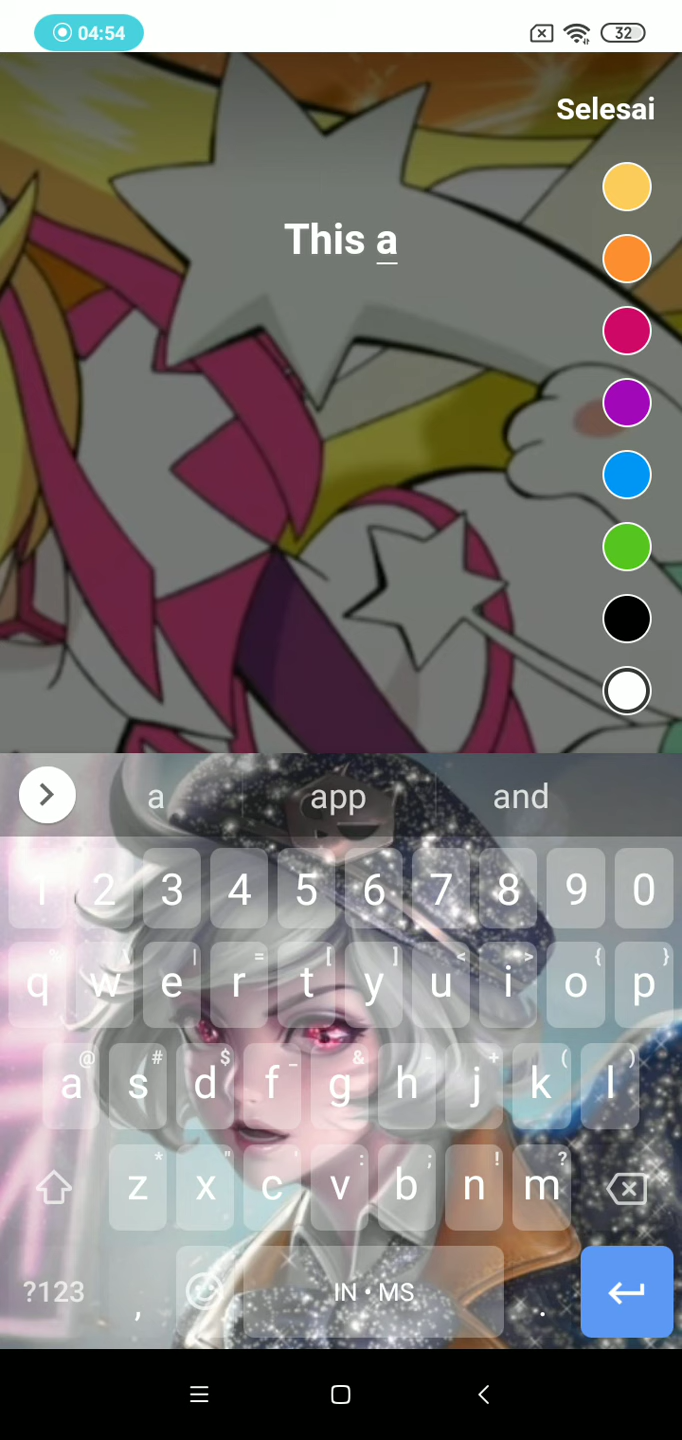 04:54
32
Selesai
This a
a app and
1 2 3 4 5 6 7 8 9 0
% \ | = [ ] < > { }
q w e r t y u i o p
@ # $ _ & - + ( )
a s d f g h j k l
* " ' : ; ! ?
z x c v b n m
?123 , IN • MS .